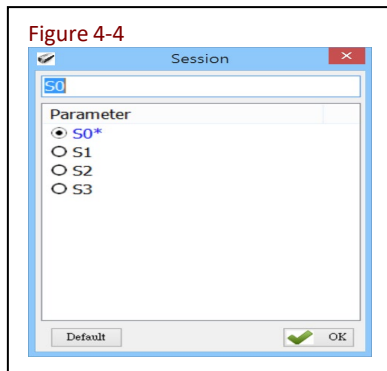 Figure 4-4
Session
S0
Parameter
S0*
S1
S2
S3
Default
OK